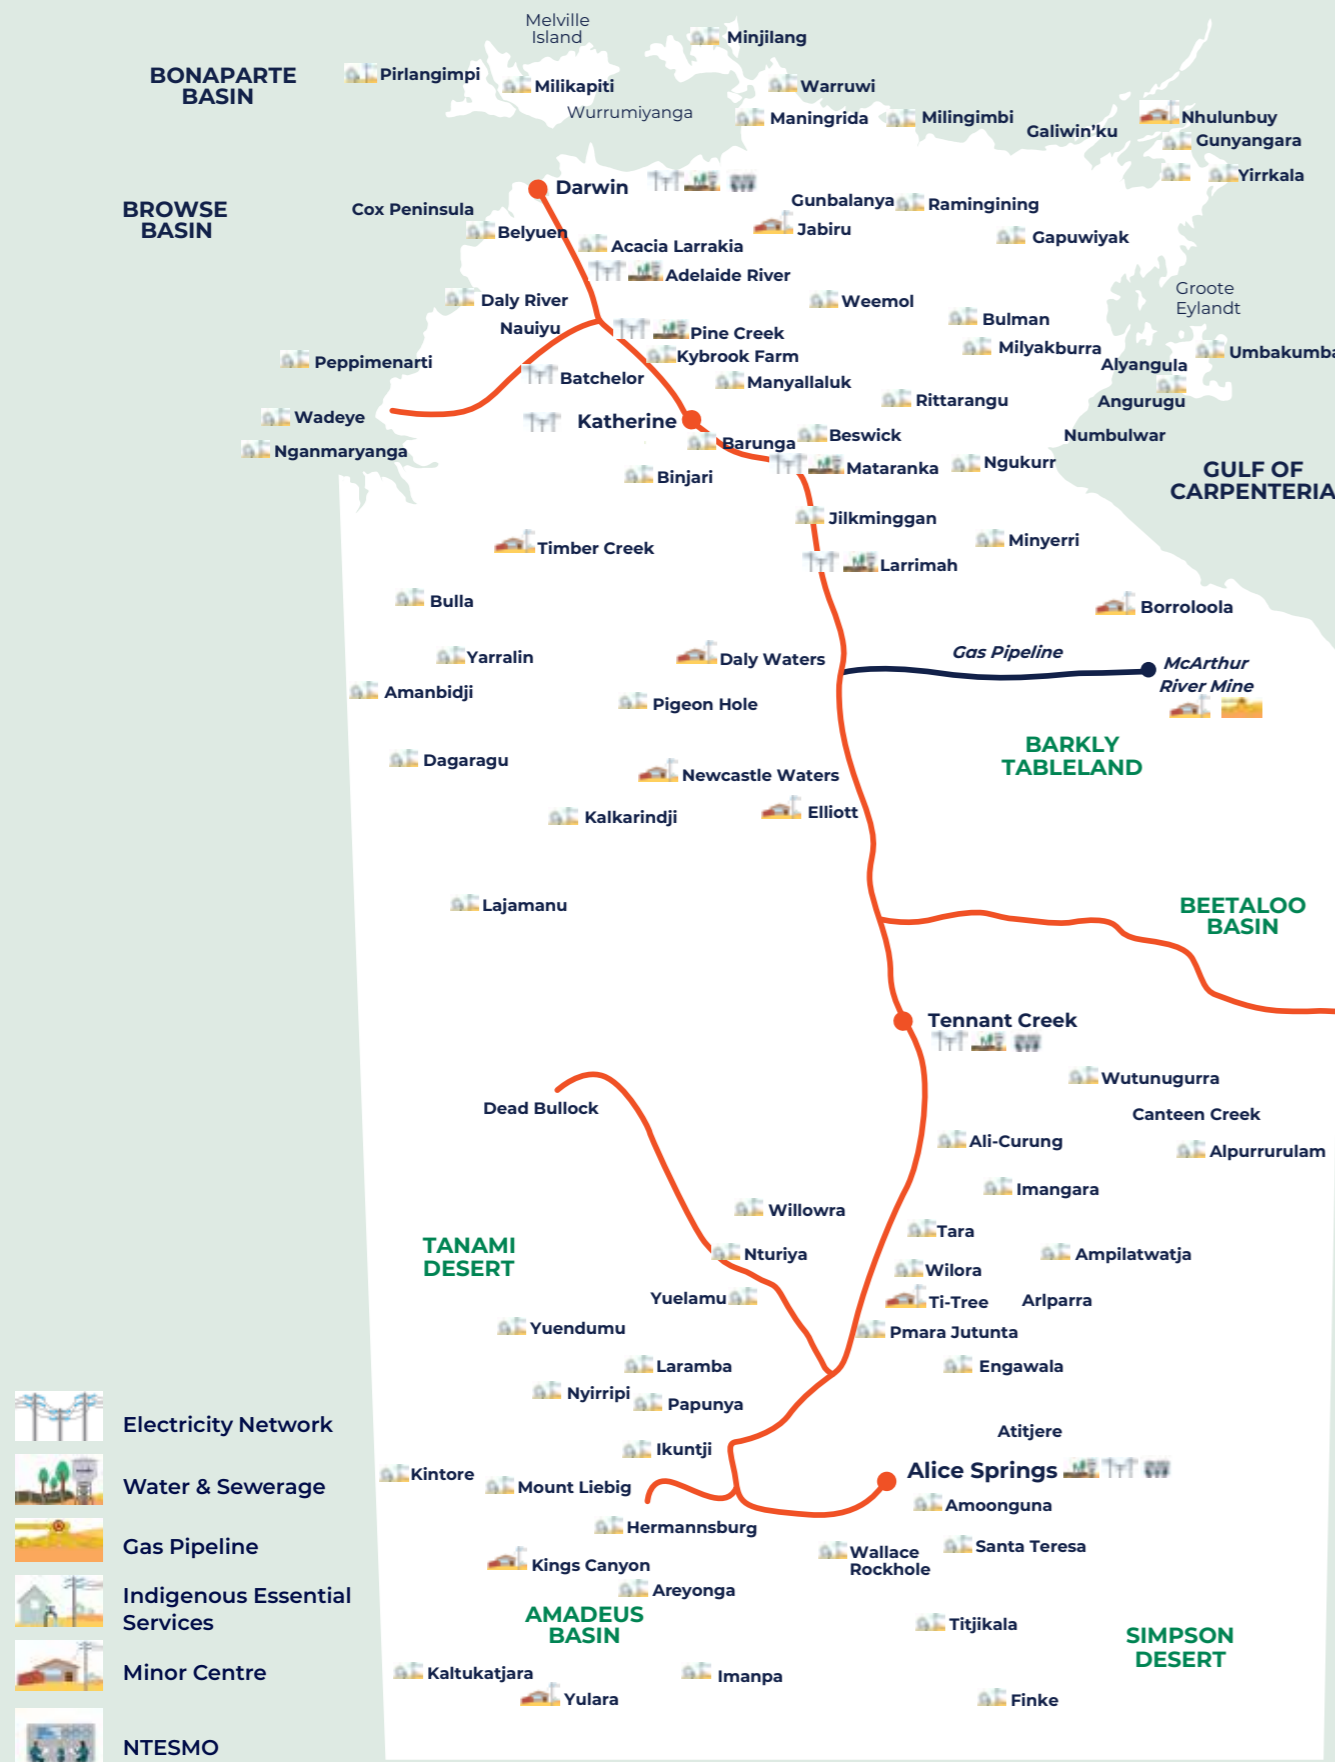 Melville
Island
Minjilang
BONAPARTE
BASIN
Pirlangimpi
Milikapiti
Warruwi
Wurrumiyanga
Maningrida
Milingimbi
Galiwin'ku
Nhulunbuy
Gunyangara
Yirrkala
Darwin
BROWSE
BASIN
Cox Peninsula
Gunbalanya
Ramingining
Belyuen
Jabiru
Gapuwiyak
Acacia Larrakia
Adelaide River
Groote
Eylandt
Daly River
Weemol
Nauiyu
Bulman
Pine Creek
Kybrook Farm
Milyakburra
Umbakumba
Peppimenarti
Alyangula
Batchelor
Manyallaluk
Rittarangu
Angurugu
Wadeye
Katherine
Barunga
Beswick
Numbulwar
Nganmaryanga
Mataranka
Ngukurr
GULF OF
CARPENTERIA
Binjari
Jilkminggan
Minyerri
Timber Creek
Larrimah
Bulla
Borroloola
Yarralin
Daly Waters
Gas Pipeline
McArthur
River Mine
Amanbidji
Pigeon Hole
BARKLY
TABLELAND
Dagaragu
Newcastle Waters
Kalkarindji
Elliott
Lajamanu
BEETALOO
BASIN
Tennant Creek
Wutunugurra
Dead Bullock
Canteen Creek
Ali-Curung
Alpurrurulam
Imangara
Willowra
Tara
TANAMI
DESERT
Nturiya
Ampilatwatja
Wilora
Yuelamu
Ti-Tree
Arlparra
Yuendumu
Pmara Jutunta
Laramba
Engawala
Nyirripi
Papunya
Atitjere
Ikuntji
Kintore
Mount Liebig
Alice Springs
Amoonguna
Hermannsburg
Santa Teresa
Wallace
Rockhole
Kings Canyon
Areyonga
AMADEUS
BASIN
Titjikala
SIMPSON
DESERT
Kaltukatjara
Imanpa
Yulara
Finke
Electricity Network
Water & Sewerage
Gas Pipeline
Indigenous Essential
Services
Minor Centre
NTESMO